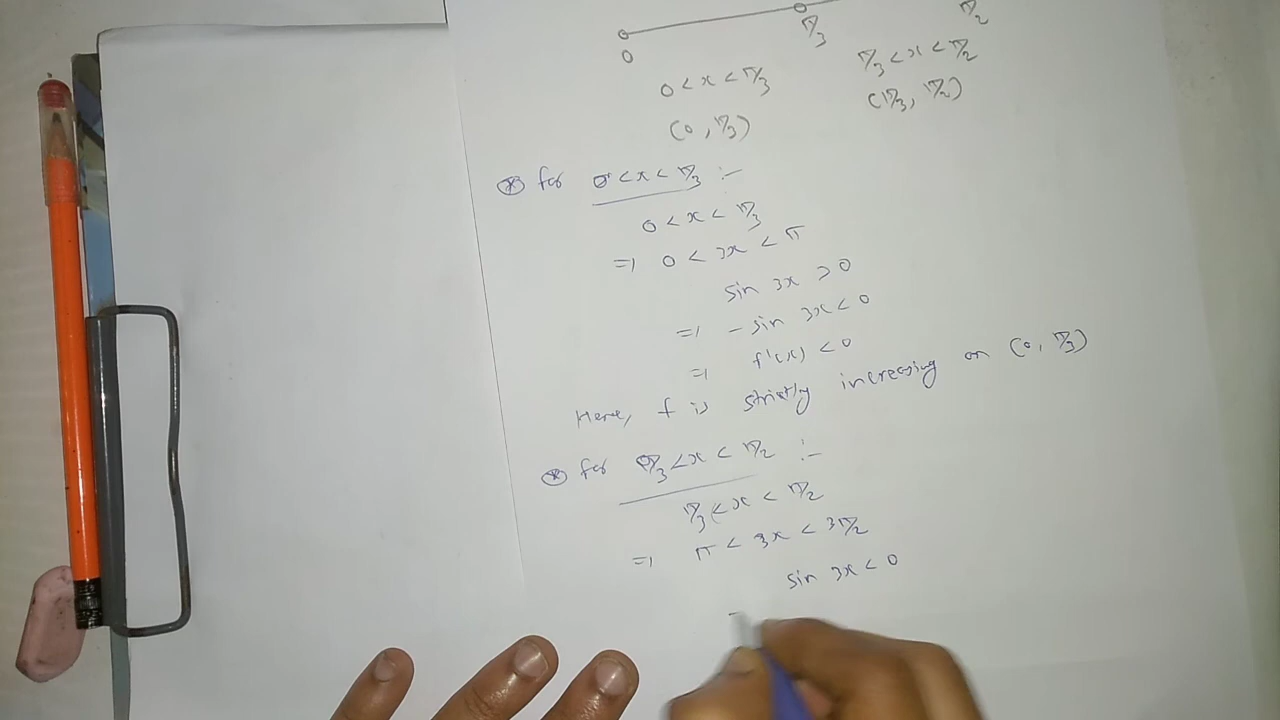 0 π/3 π/2
0 < x < π/3 π/3 < x < π/2
(0, π/3) (π/3, π/2)
* for 0 < x < π/3 :-
0 < x < π/3
=> 0 < 3x < π
sin 3x > 0
=> - sin 3x < 0
=> f'(x) < 0
Here, f is strictly increasing on (0, π/3)
* for π/3 < x < π/2 :-
π/3 < x < π/2
=> π < 3x < 3π/2
sin 3x < 0